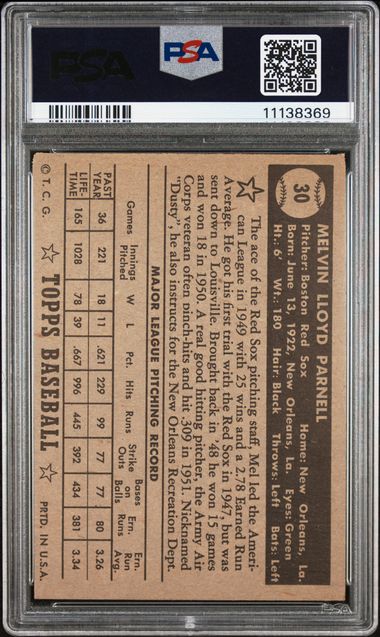 PSA
PSA
11138369
30
MELVIN LLOYD PARNELL
Pitcher: Boston Red Sox Home: New Orleans, La.
Born: June 13, 1922, New Orleans, La. Eyes: Green
Ht.: 6' Wt.: 180 Hair: Black Throws: Left Bats: Left
The ace of the Red Sox pitching staff, Mel led the Ameri-
can League in 1949 with 25 wins and a 2.78 Earned Run
Average. He got his first trial with the Red Sox in 1947, but was
sent down to Louisville. Brought back in '48 he won 15 games
and won 18 in 1950. A real good hitting pitcher, the Army Air
Corps veteran often pinch-hits and hit .309 in 1951. Nicknamed
"Dusty", he also instructs for the New Orleans Recreation Dept.
MAJOR LEAGUE PITCHING RECORD
Games Innings Pitched W L Pct. Hits Runs Strike Outs Bases on Balls Ern. Runs Ern. Avg.
PAST YEAR 36 221 18 11 .621 229 99 77 77 80 3.26
LIFE-TIME 165 1028 78 39 .667 996 445 392 434 381 3.34
© T. C. G. TOPPS BASEBALL PRTD. IN U.S.A.